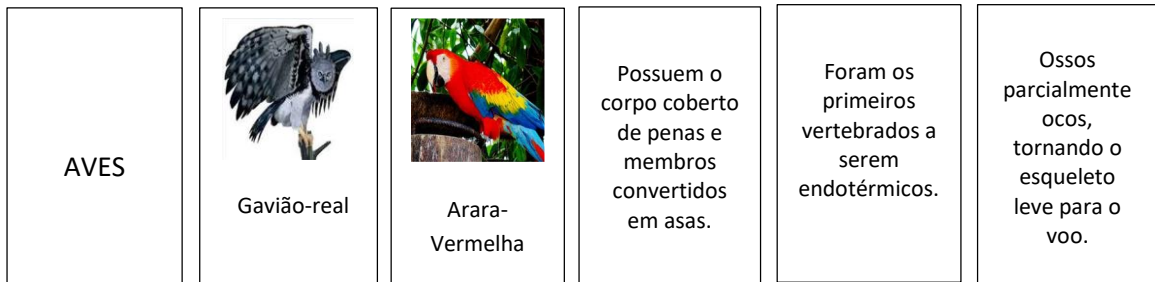 AVES
Gavião-real
Arara-
Vermelha
Possuem o
corpo coberto
de penas e
membros
convertidos
em asas.
Foram os
primeiros
vertebrados a
serem
endotérmicos.
Ossos
parcialmente
ocos,
tornando o
esqueleto
leve para o
voo.